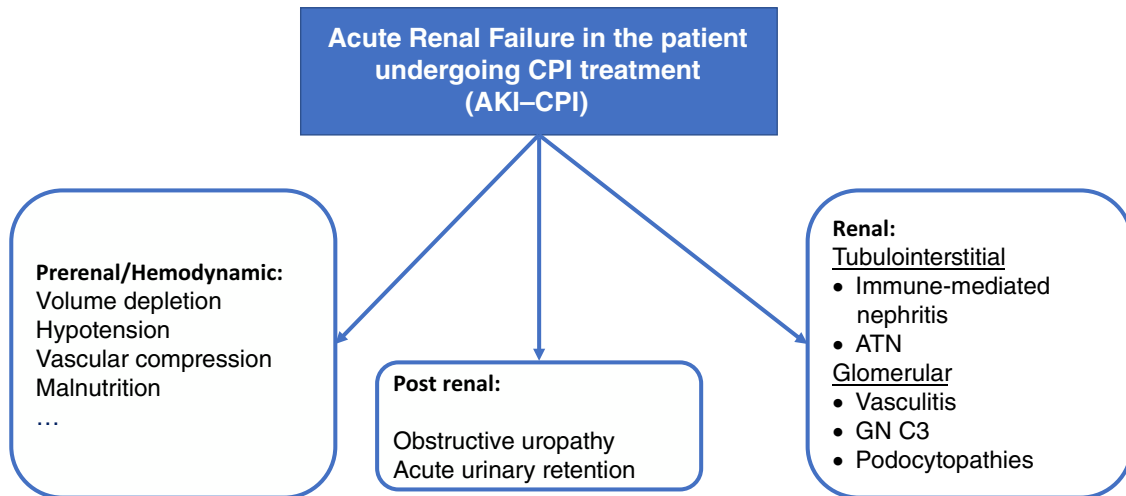 Acute Renal Failure in the patient
undergoing CPI treatment
(AKI–CPI)
Prerenal/Hemodynamic:
Volume depletion
Hypotension
Vascular compression
Malnutrition
…
Post renal:
Obstructive uropathy
Acute urinary retention
Renal:
Tubulointerstitial
• Immune-mediated
nephritis
• ATN
Glomerular
• Vasculitis
• GN C3
• Podocytopathies